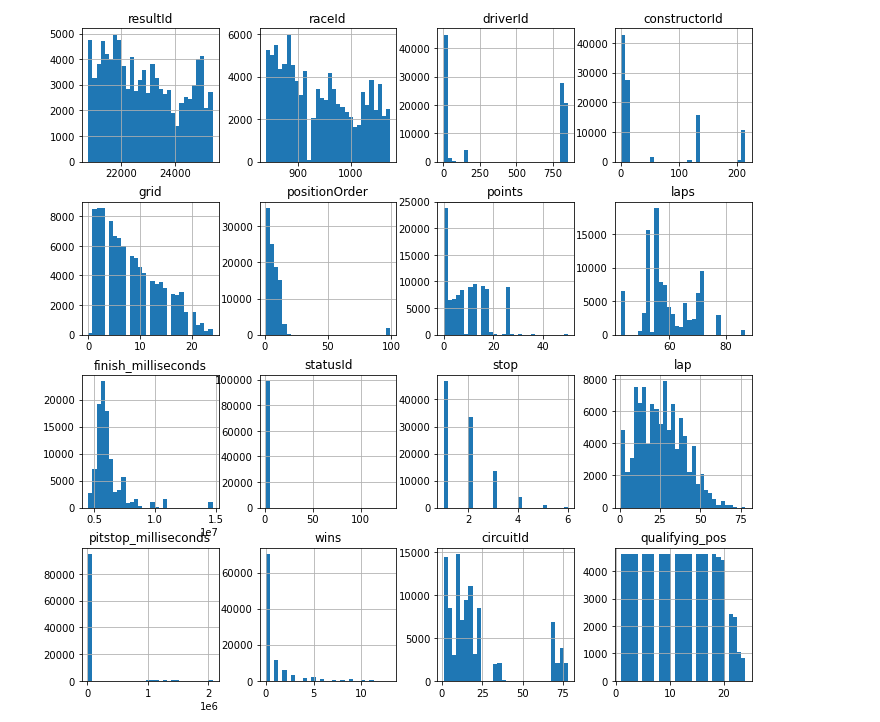 resultId
5000
4000
3000
2000
1000
0
22000 24000
raceId
6000
4000
2000
0
900 1000
driverId
40000
30000
20000
10000
0
0 250 500 750
constructorId
40000
30000
20000
10000
0
0 100 200
grid
8000
6000
4000
2000
0
0 10 20
positionOrder
30000
20000
10000
0
0 50 100
points
25000
20000
15000
10000
5000
0
0 20 40
laps
15000
10000
5000
0
60 80
finish_milliseconds
20000
15000
10000
5000
0
0.5 1.0 1.5
1e7
statusId
100000
80000
60000
40000
20000
0
0 50 100
stop
40000
30000
20000
10000
0
2 4 6
lap
8000
6000
4000
2000
0
0 25 50 75
pitstop_milliseconds
80000
60000
40000
20000
0
0 1 2
1e6
wins
60000
40000
20000
0
0 5 10
circuitId
15000
10000
5000
0
0 25 50 75
qualifying_pos
4000
3000
2000
1000
0
0 10 20